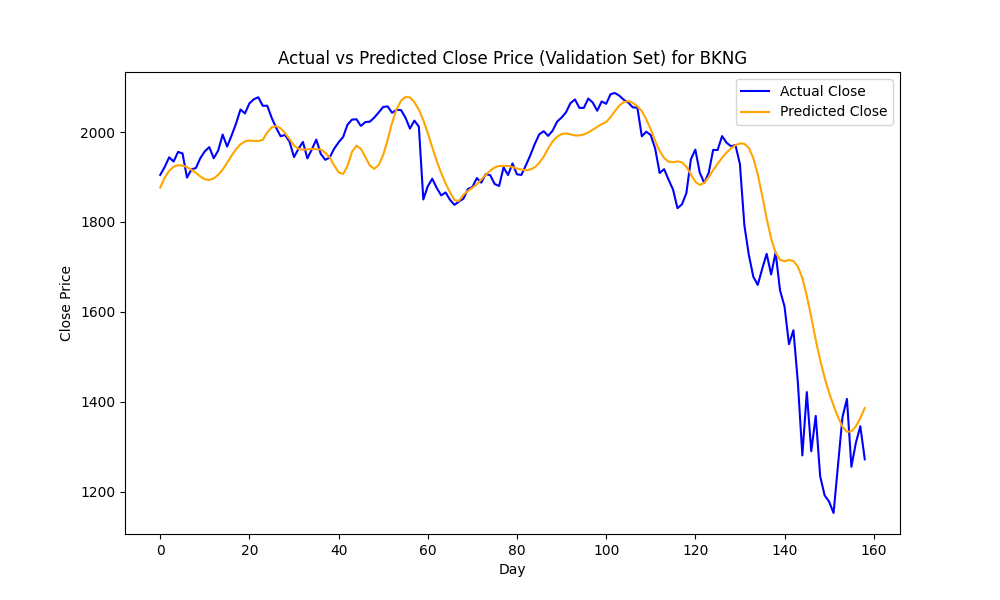 Actual vs Predicted Close Price (Validation Set) for BKNG
Actual Close
Predicted Close
Close Price
2000
1800
1600
1400
1200
0 20 40 60 80 100 120 140 160
Day